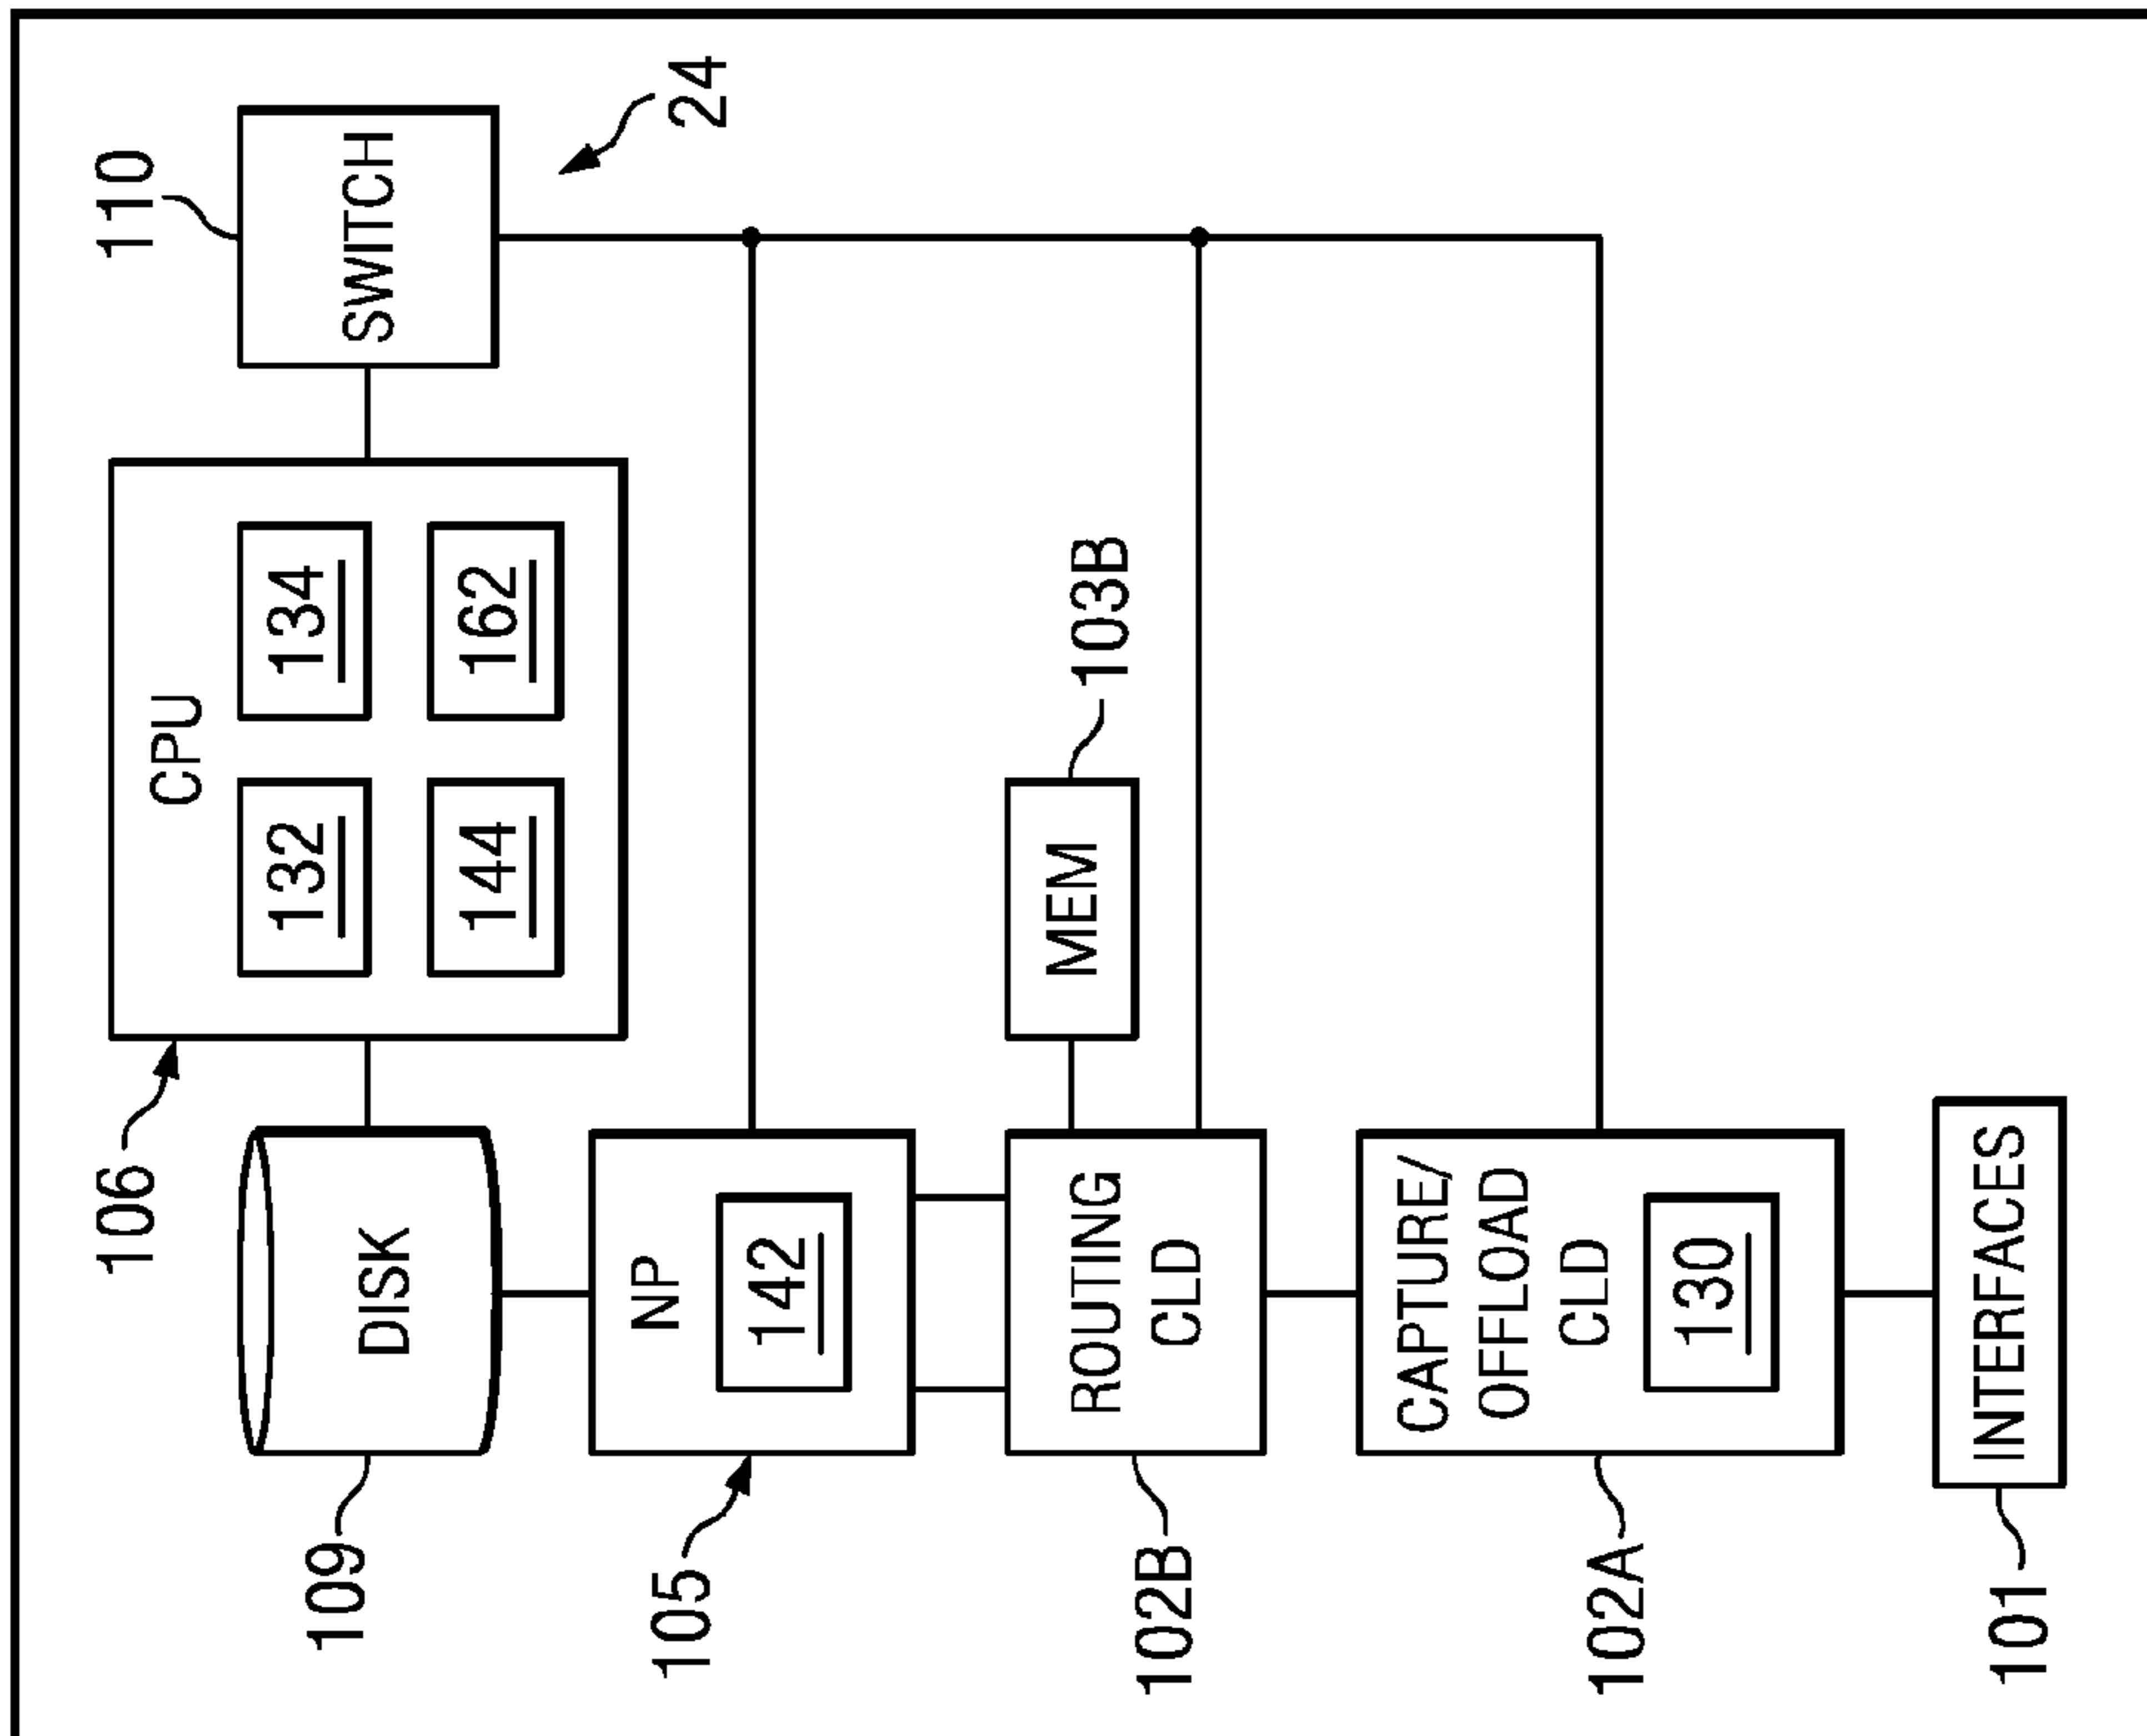 101
INTERFACES
102A
CAPTURE/
OFFLOAD
CLD
130
102B
ROUTING
CLD
MEM
103B
105
NP
142
109
DISK
106
CPU
132
134
144
162
110
SWITCH
24